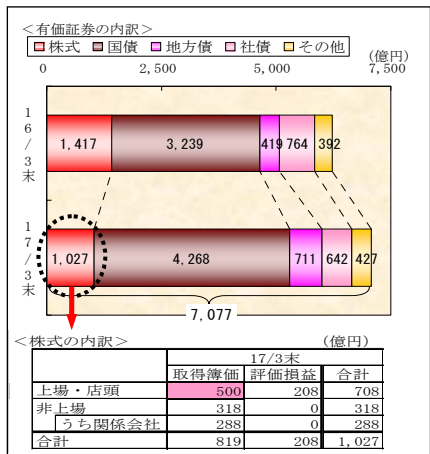 ＜有価証券の内訳＞
株式 国債 地方債 社債 その他
(億円)
0 2,500 5,000 7,500
16/3末
1,417 3,239 419 764 392
17/3末
1,027 4,268 711 642 427
7,077
＜株式の内訳＞ (億円)
17/3末
取得簿価 評価損益 合計
上場・店頭 500 208 708
非上場 318 0 318
うち関係会社 288 0 288
合計 819 208 1,027